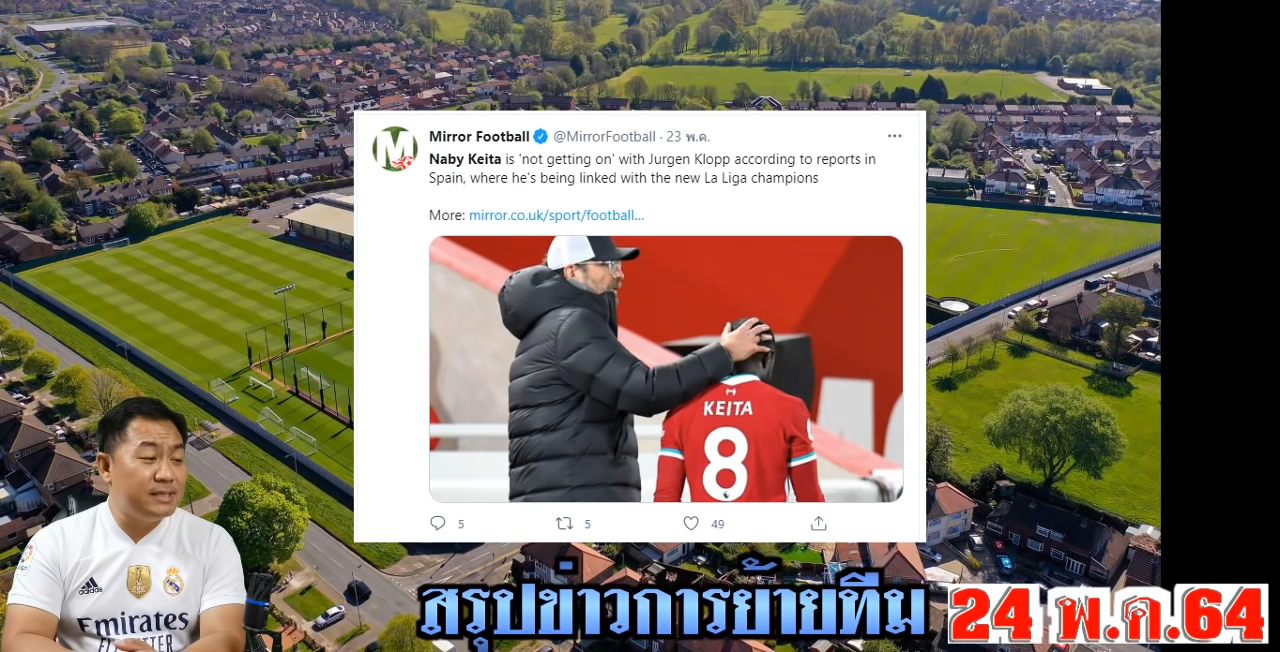 Mirror Football @MirrorFootball · 23 พ.ค.
Naby Keita is 'not getting on' with Jurgen Klopp according to reports in
Spain, where he's being linked with the new La Liga champions
More: mirror.co.uk/sport/football...
KEITA
8
5 5 49
adidas
Emirates
สรุปข่าวการย้ายทีม 24 พ.ค.64